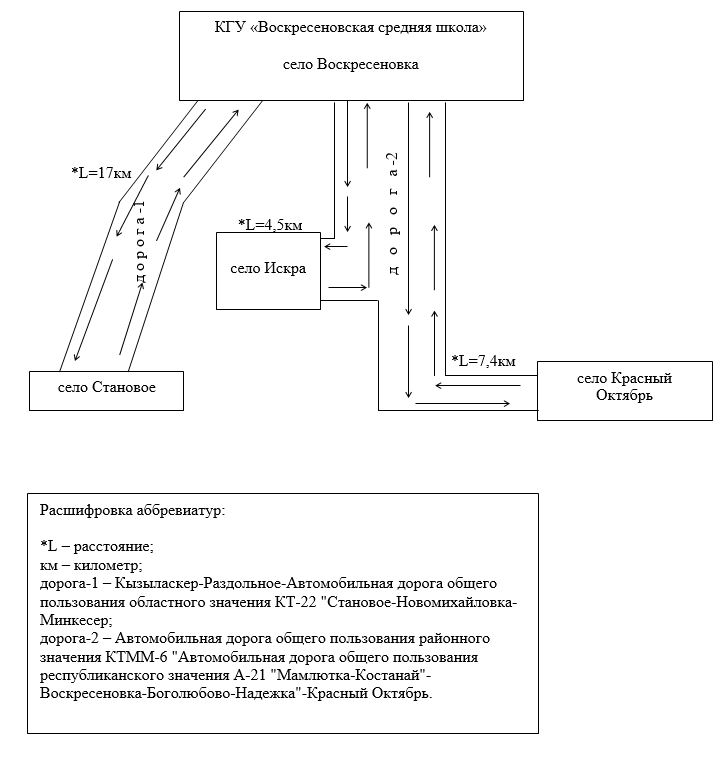 КГУ «Воскресеновская средняя школа»
село Воскресеновка
*L=17км
дорога-1
дорога-2
*L=4,5км
село Искра
*L=7,4км
село Становое
село Красный
Октябрь
Расшифровка аббревиатур:
*L – расстояние;
км – километр;
дорога-1 – Кызыласкер-Раздольное-Автомобильная дорога общего
пользования областного значения КТ-22 "Становое-Новомихайловка-
Минкесер;
дорога-2 – Автомобильная дорога общего пользования районного
значения КТММ-6 "Автомобильная дорога общего пользования
республиканского значения А-21 "Мамлютка-Костанай"-
Воскресеновка-Боголюбово-Надежка"-Красный Октябрь.